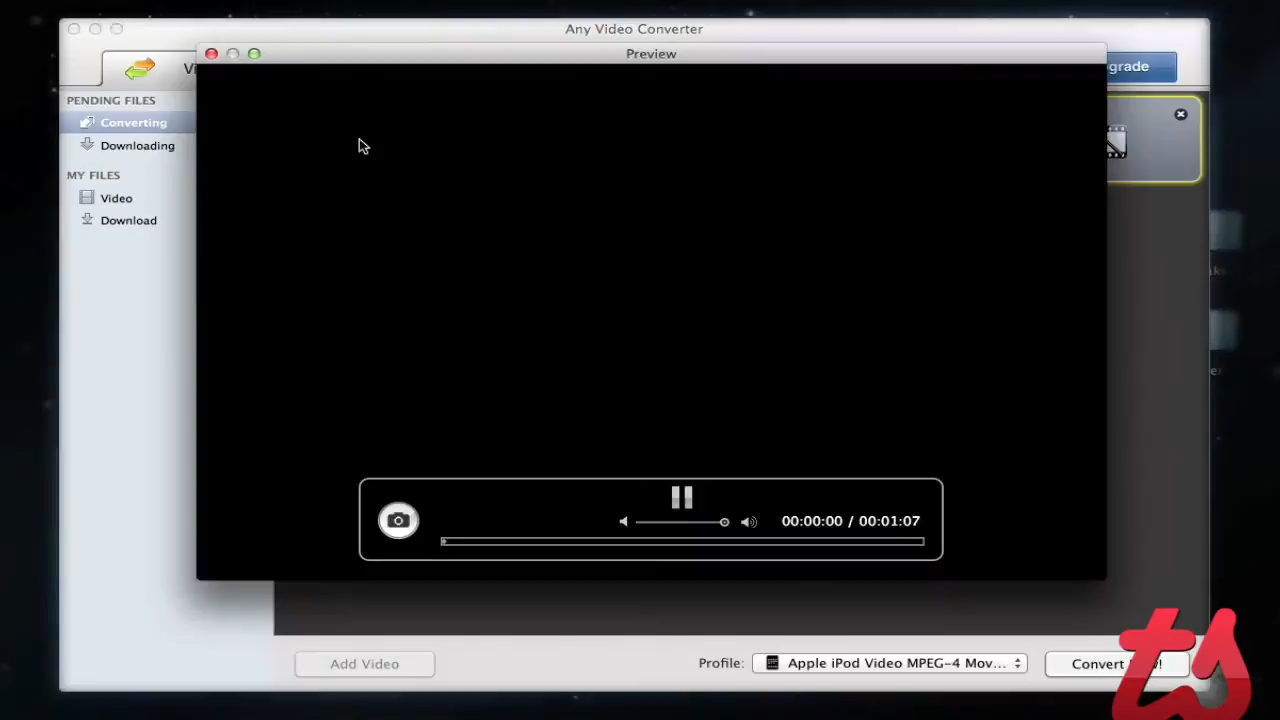 Any Video Converter
Preview
grade
PENDING FILES
Converting
Downloading
MY FILES
Video
Download
00:00:00 / 00:01:07
Add Video
Profile:
Apple iPod Video MPEG-4 Mov...
Convert
ts